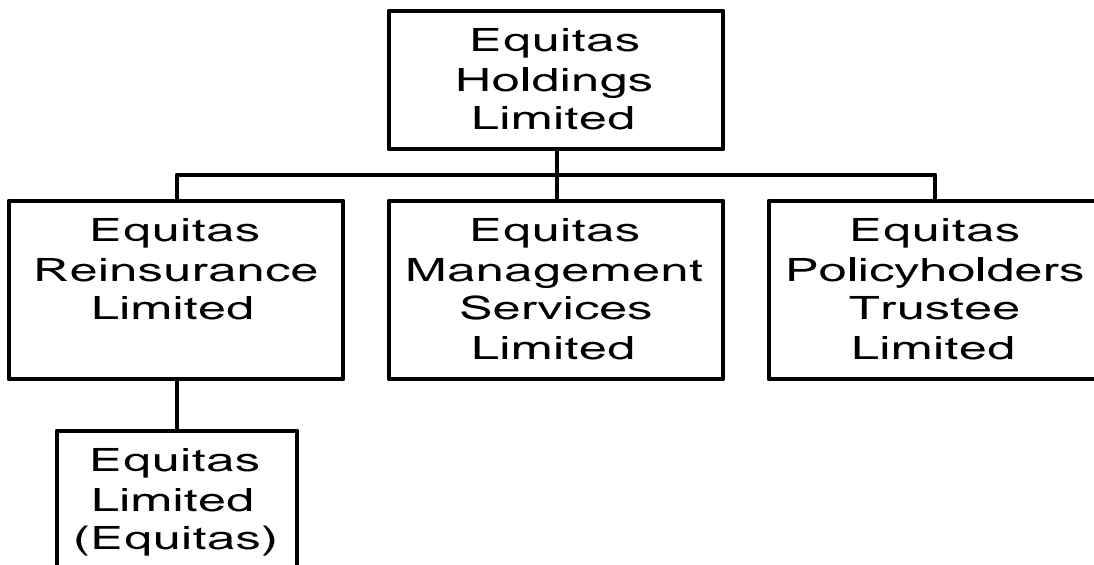 Equitas
Holdings
Limited
Equitas
Reinsurance
Limited
Equitas
Management
Services
Limited
Equitas
Policyholders
Trustee
Limited
Equitas
Limited
(Equitas)